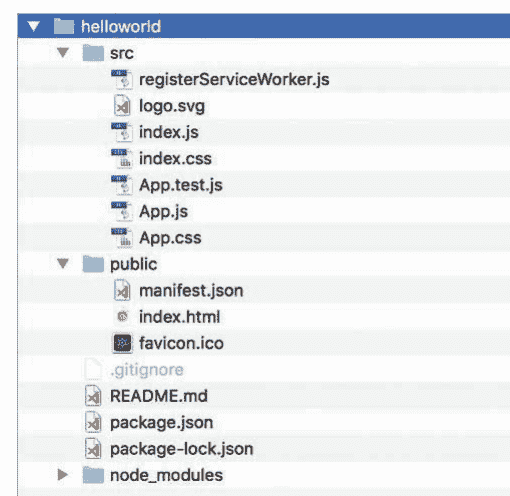 helloworld
src
registerServiceWorker.js
logo.svg
index.js
index.css
App.test.js
App.js
App.css
public
manifest.json
index.html
favicon.ico
.gitignore
README.md
package.json
package-lock.json
node_modules